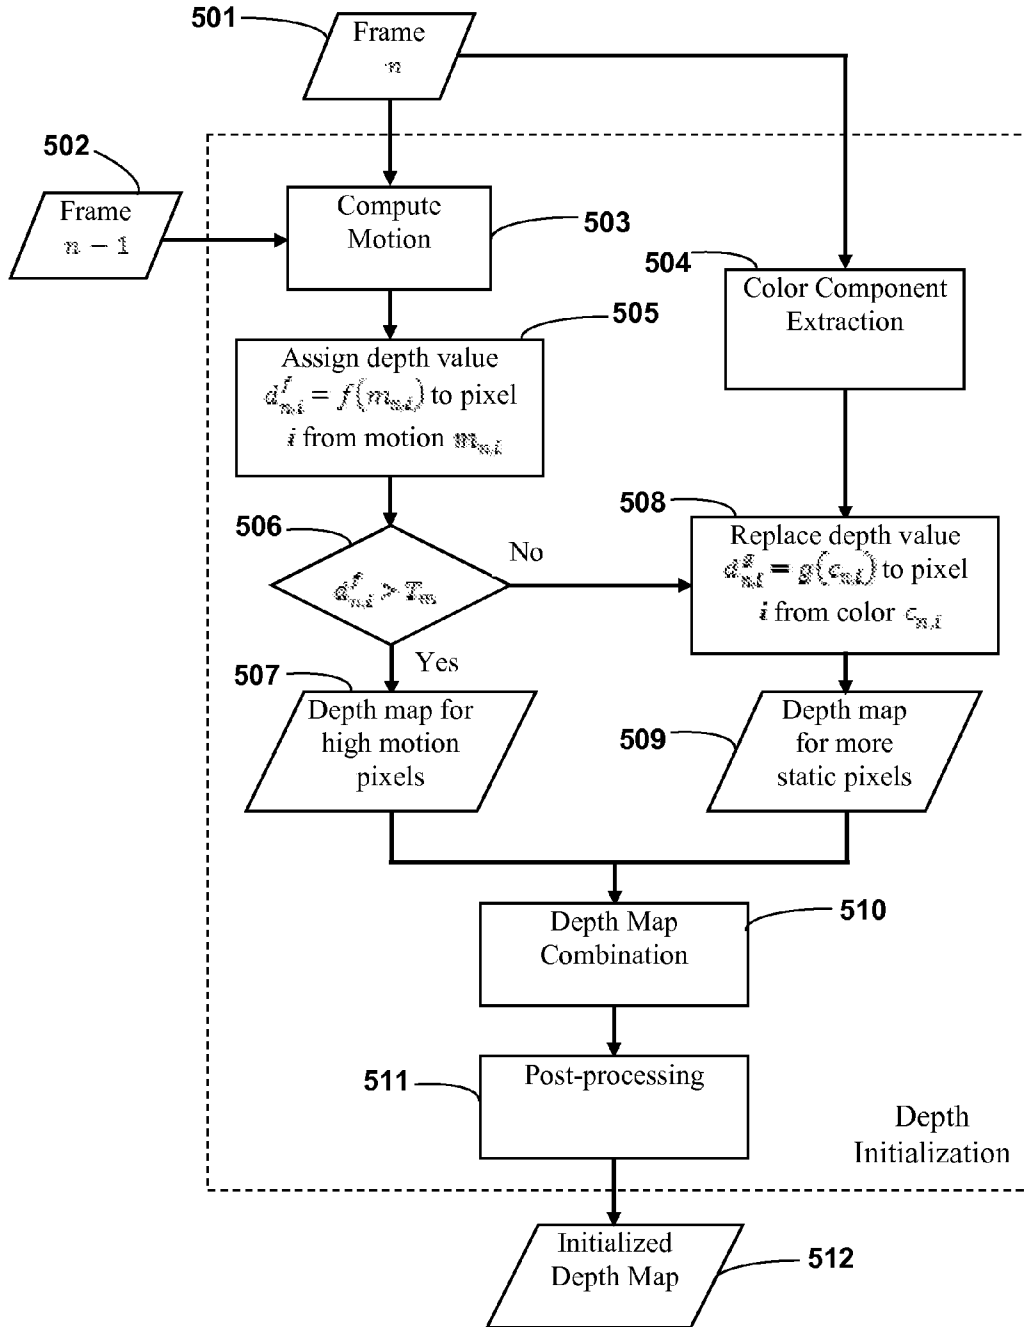 501
Frame
n
502
Frame
n − 1
Compute
Motion
503
504
Color Component
Extraction
505
Assign depth value
d^f_{n,i} = f(m_{n,i}) to pixel
i from motion m_{n,i}
506
d^f_{n,i} > T_m
No
Yes
508
Replace depth value
d^g_{n,i} = g(c_{n,i}) to pixel
i from color c_{n,i}
507
Depth map for
high motion
pixels
509
Depth map
for more
static pixels
Depth Map
Combination
510
511
Post-processing
Depth
Initialization
Initialized
Depth Map
512